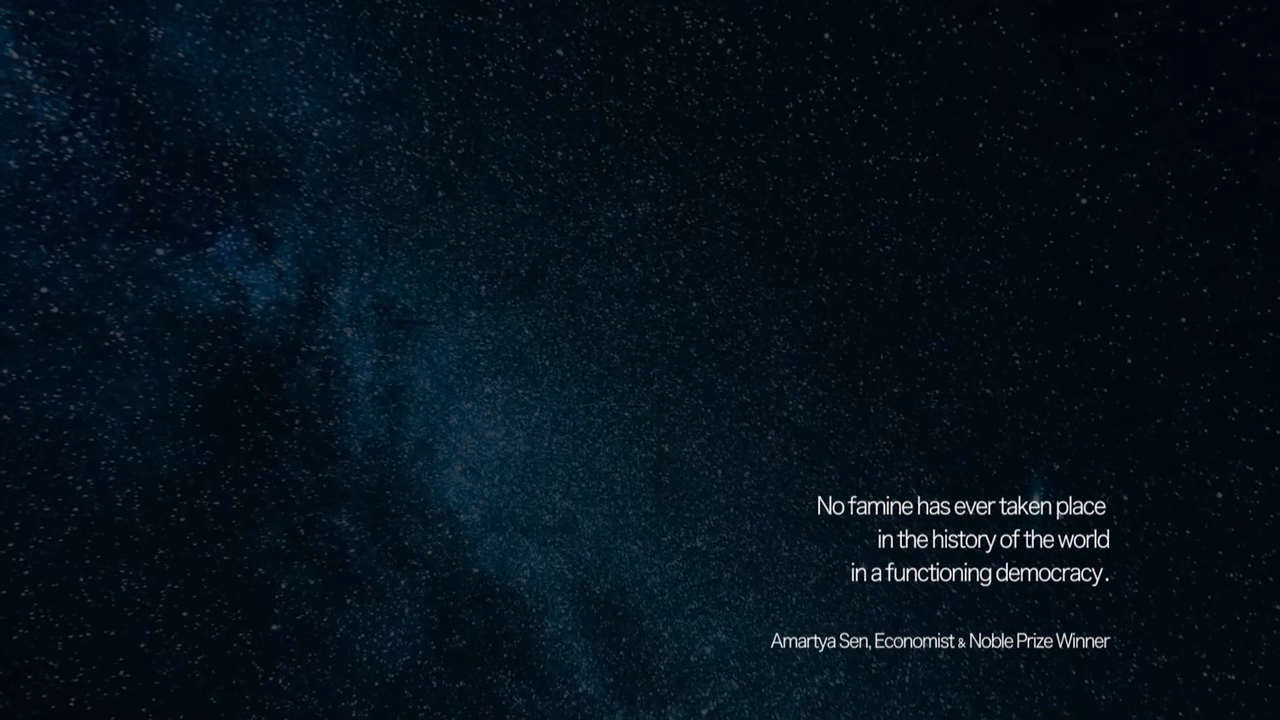 No famine has ever taken place
in the history of the world
in a functioning democracy.
Amartya Sen, Economist & Noble Prize Winner